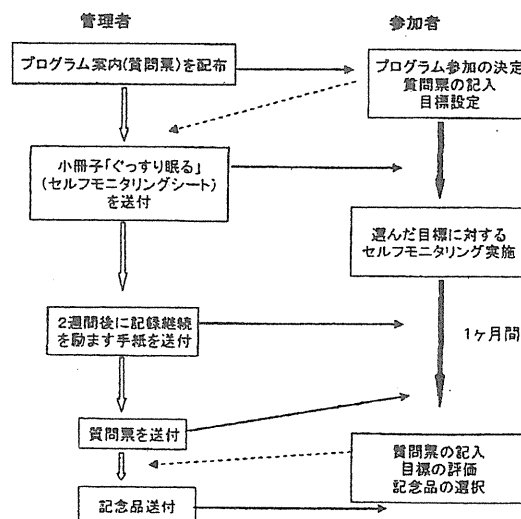 管理者
参加者
プログラム案内(質問票)を配布
プログラム参加の決定
質問票の記入
目標設定
小冊子「ぐっすり眠る」
(セルフモニタリングシート)
を送付
選んだ目標に対する
セルフモニタリング実施
2週間後に記録継続
を励ます手紙を送付
1ヶ月間
質問票を送付
質問票の記入
目標の評価
記念品の選択
記念品送付